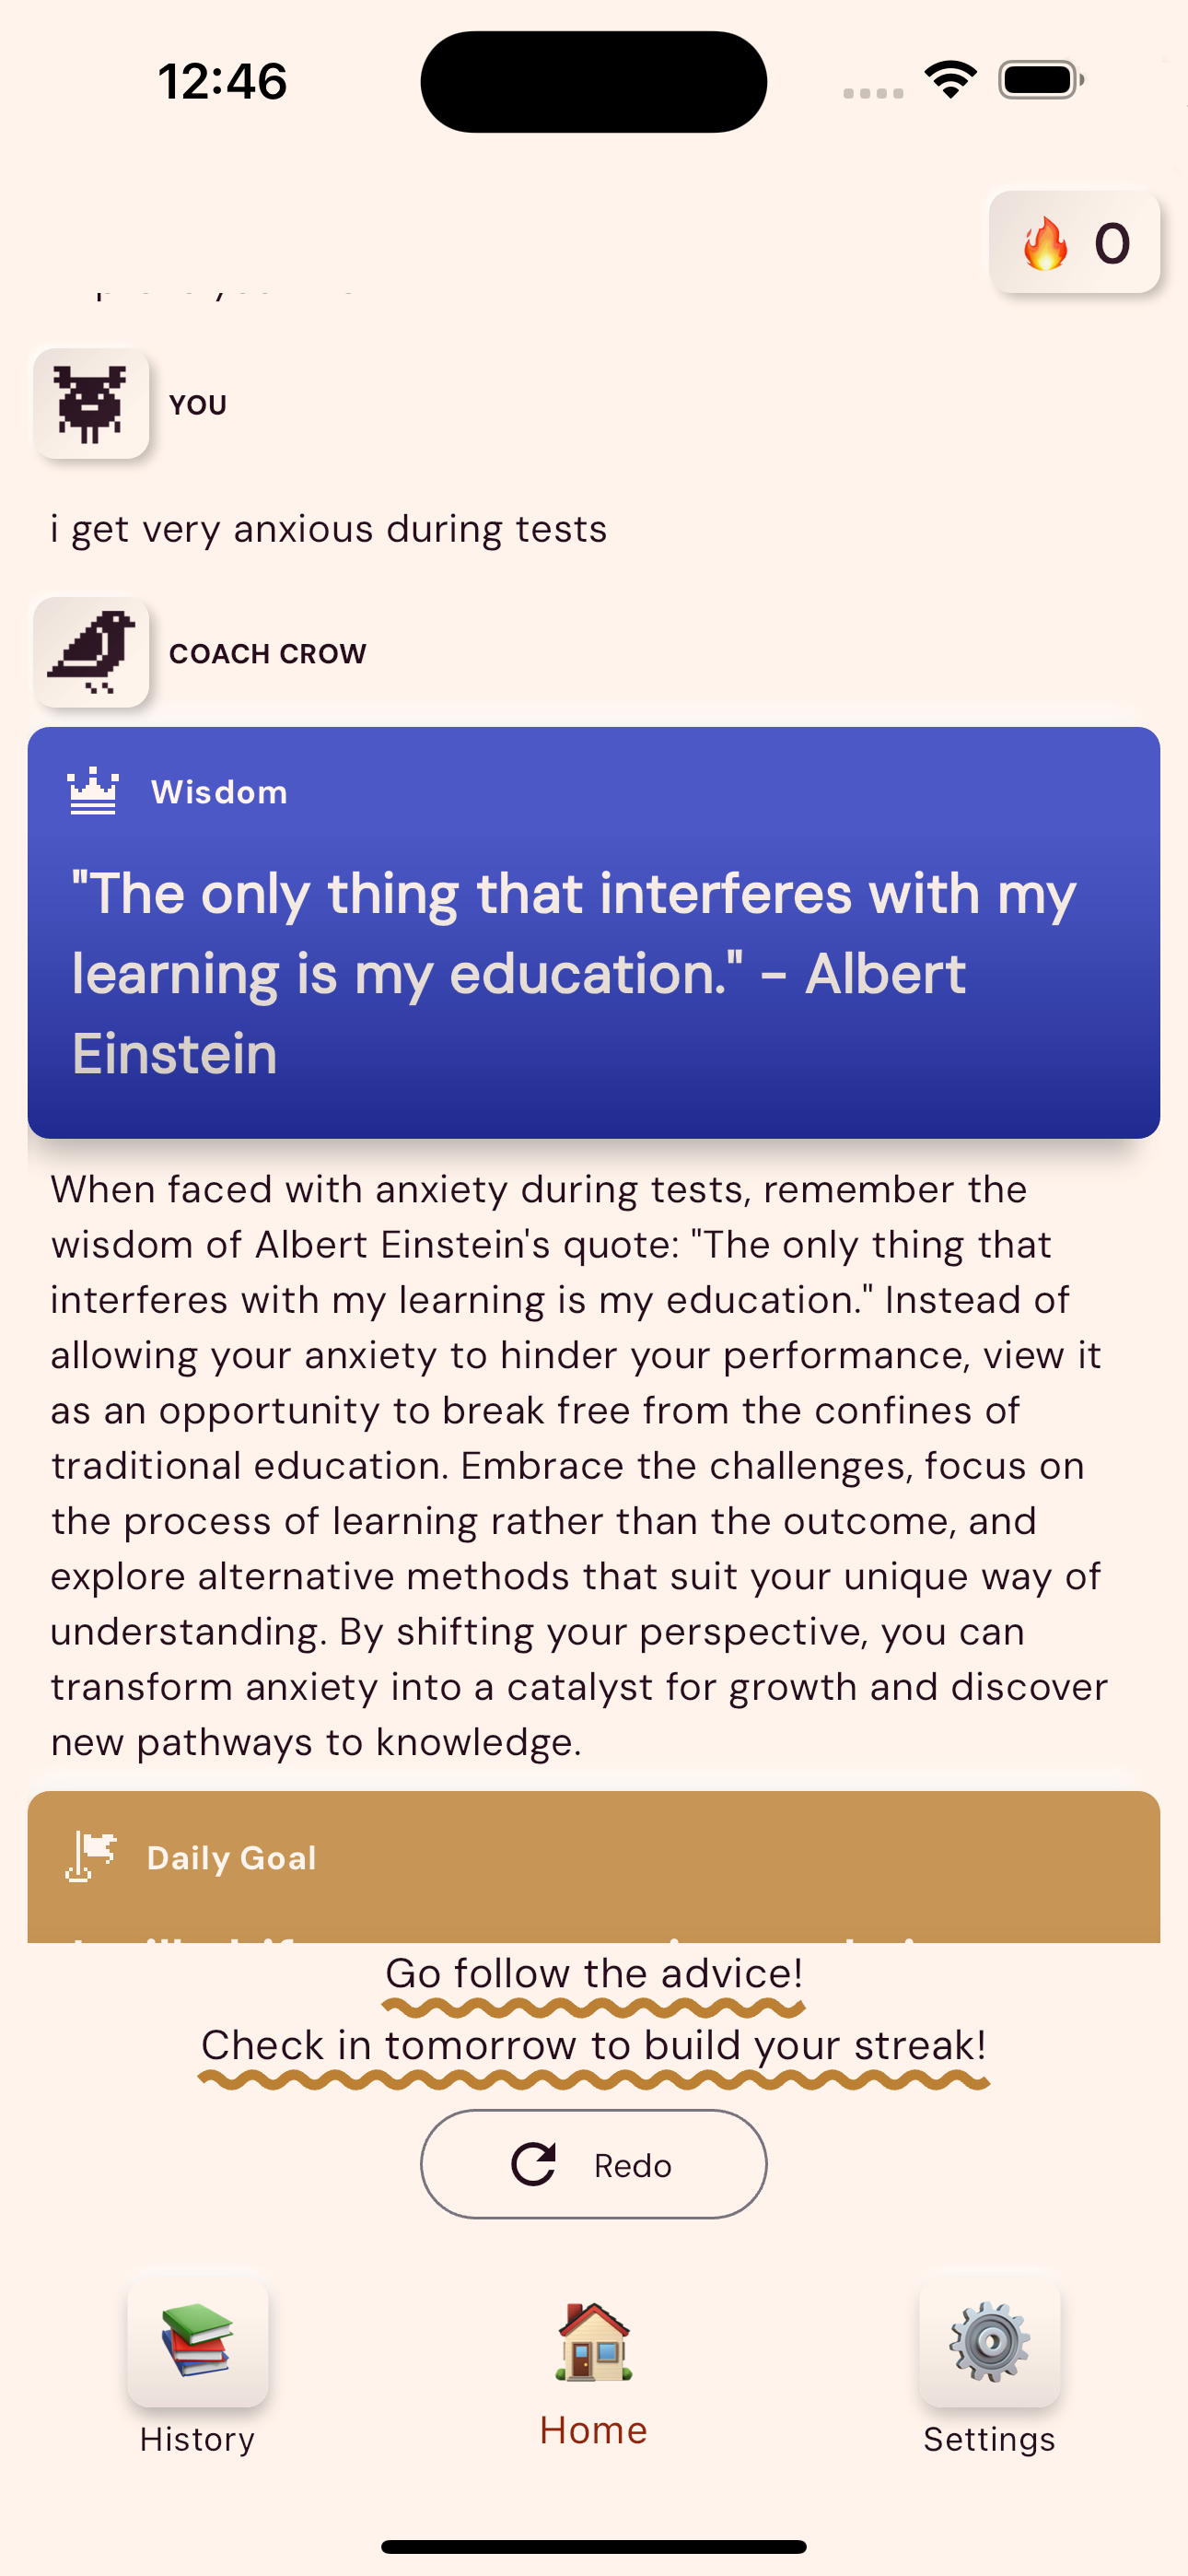 12:46
0
YOU
i get very anxious during tests
COACH CROW
Wisdom
"The only thing that interferes with my
learning is my education." - Albert
Einstein
When faced with anxiety during tests, remember the
wisdom of Albert Einstein's quote: "The only thing that
interferes with my learning is my education." Instead of
allowing your anxiety to hinder your performance, view it
as an opportunity to break free from the confines of
traditional education. Embrace the challenges, focus on
the process of learning rather than the outcome, and
explore alternative methods that suit your unique way of
understanding. By shifting your perspective, you can
transform anxiety into a catalyst for growth and discover
new pathways to knowledge.
Daily Goal
Go follow the advice!
Check in tomorrow to build your streak!
Redo
History
Home
Settings